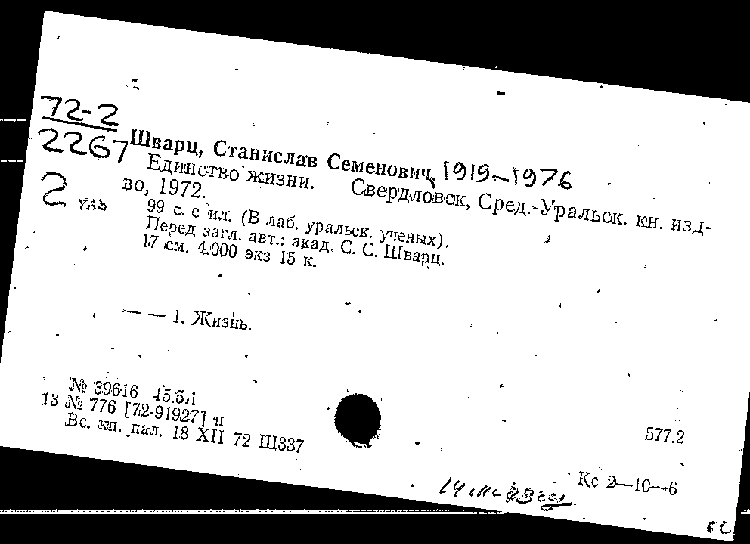 72-2
2267
2 удь
Шварц, Станислав Семенович, 1919-1976
Единство жизни. Свердловск, Сред.-Уральск. кн. изд-
во, 1972.
99 с. с ил. (В лаб. уральск. ученых).
Перед загл. авт.: акад. С. С. Шварц.
17 см. 4.000 экз 15 к.
— — 1. Жизнь.
№ 39616 15.5.1
13 № 776 [72-91927] п
Вс. кн. пал. 18 XII 72 Щ337
577.2
Кс 2—10—6